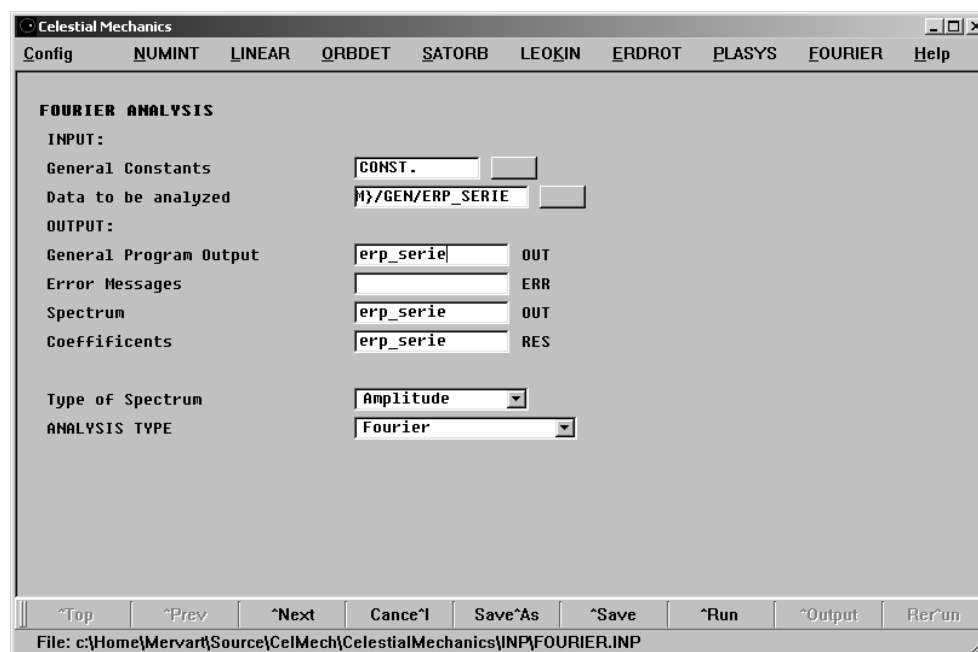 Celestial Mechanics
Config NUMINT LINEAR ORBDET SATORB LEOKIN ERDROT PLASYS FOURIER Help
FOURIER ANALYSIS
INPUT:
General Constants CONST.
Data to be analyzed M}/GEN/ERP_SERIE
OUTPUT:
General Program Output erp_serie OUT
Error Messages ERR
Spectrum erp_serie OUT
Coeffificents erp_serie RES
Type of Spectrum Amplitude
ANALYSIS TYPE Fourier
^Top ^Prev ^Next Cance^l Save^As ^Save ^Run ^Output Rer^un
File: c:\Home\Mervart\Source\CelMech\CelestialMechanics\INP\FOURIER.INP